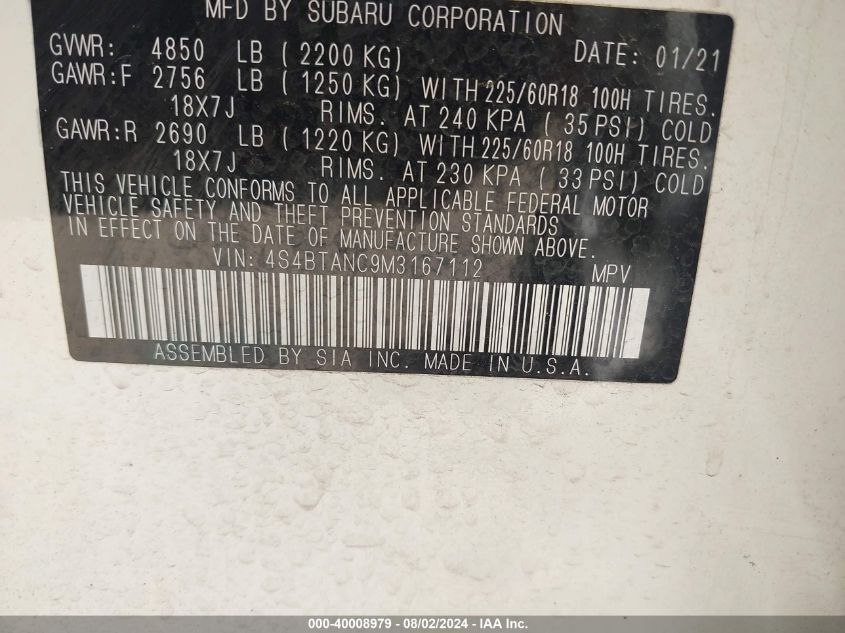 MFD BY SUBARU CORPORATION
GVWR: 4850 LB ( 2200 KG) DATE: 01/21
GAWR:F 2756 LB ( 1250 KG) WITH 225/60R18 100H TIRES.
18X7J RIMS. AT 240 KPA ( 35 PSI) COLD
GAWR:R 2690 LB ( 1220 KG) WITH 225/60R18 100H TIRES.
18X7J RIMS. AT 230 KPA ( 33 PSI) COLD
THIS VEHICLE CONFORMS TO ALL APPLICABLE FEDERAL MOTOR
VEHICLE SAFETY AND THEFT PREVENTION STANDARDS
IN EFFECT ON THE DATE OF MANUFACTURE SHOWN ABOVE.
VIN: 4S4BTANC9M3167112 MPV
ASSEMBLED BY SIA INC. MADE IN U.S.A.
000-40008979 - 08/02/2024 - IAA Inc.